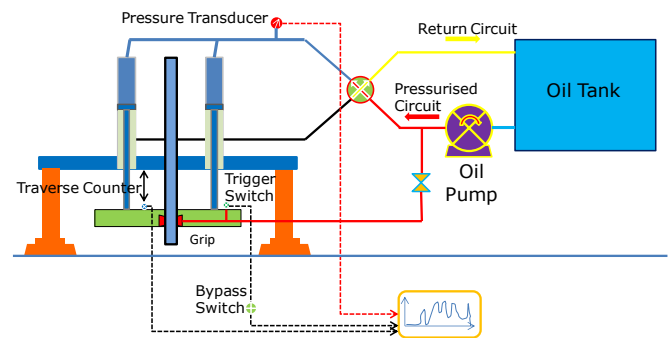 Pressure Transducer
Return Circuit
Pressurised
Circuit
Oil Tank
Oil
Pump
Traverse Counter
Trigger
Switch
Grip
Bypass
Switch